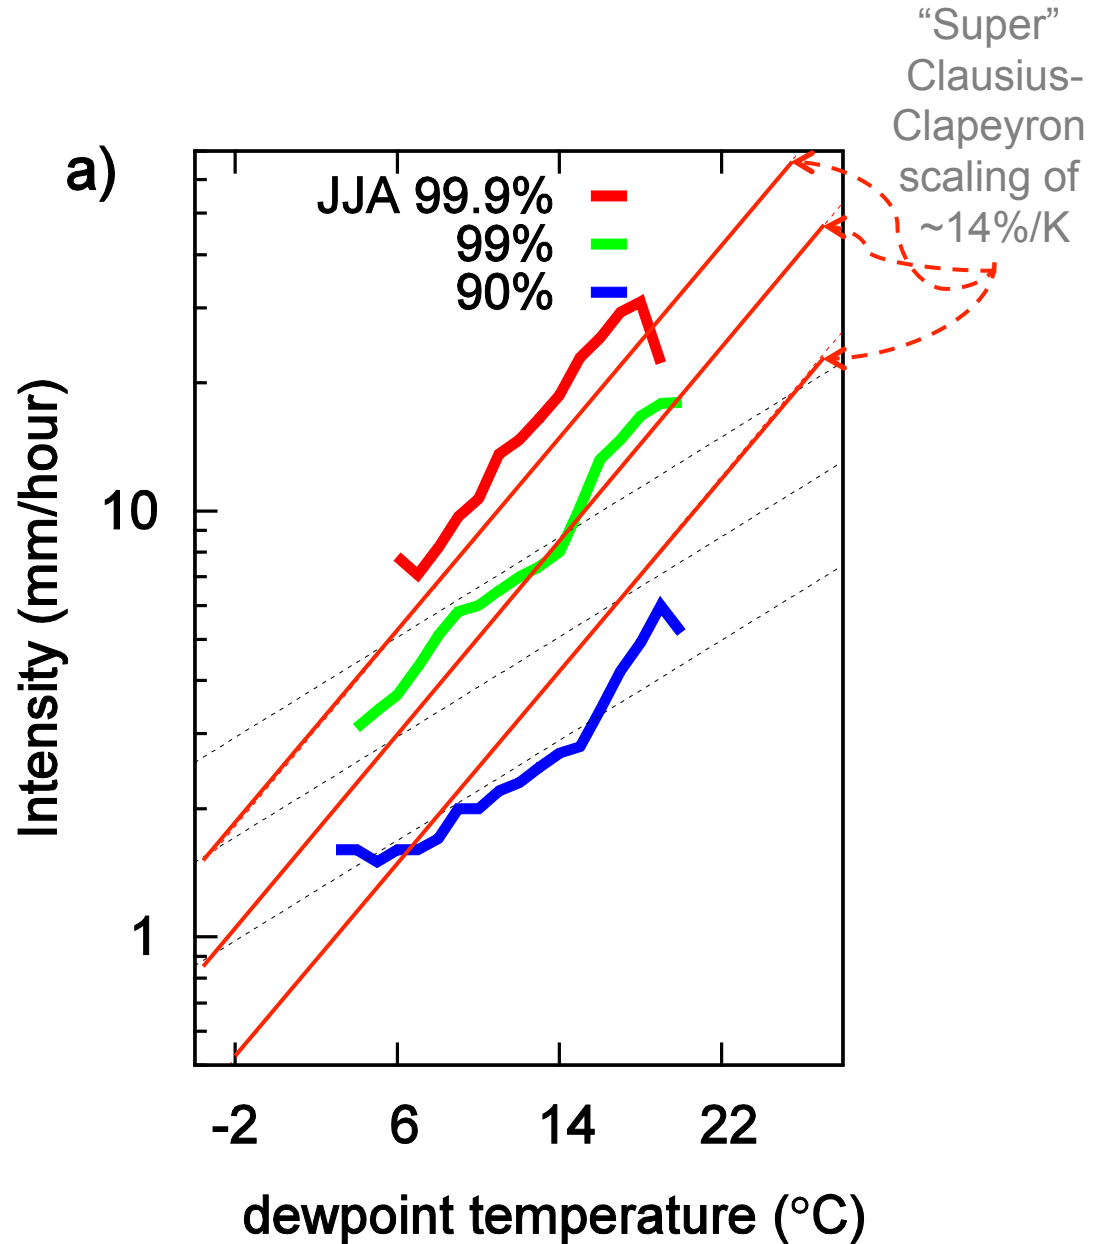 “Super”
Clausius-
Clapeyron
scaling of
~14%/K
a)
JJA 99.9%
99%
90%
Intensity (mm/hour)
10
1
-2 6 14 22
dewpoint temperature (°C)